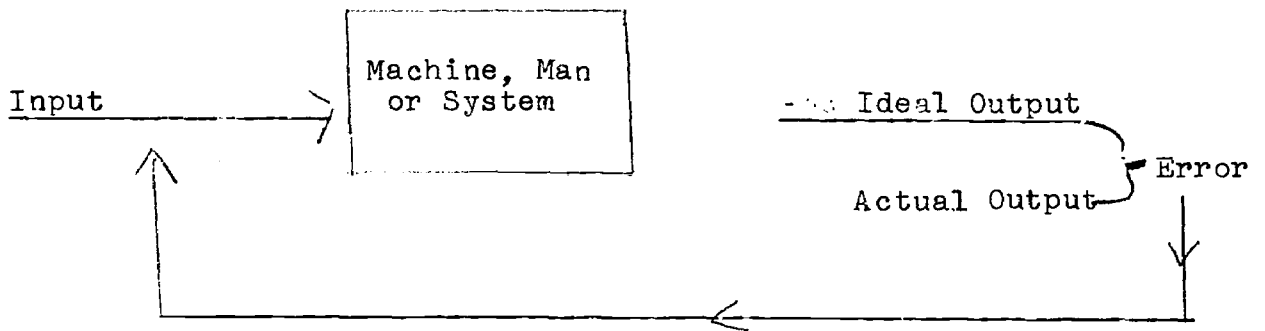 Machine, Man
or System
Input
Ideal Output
Error
Actual Output